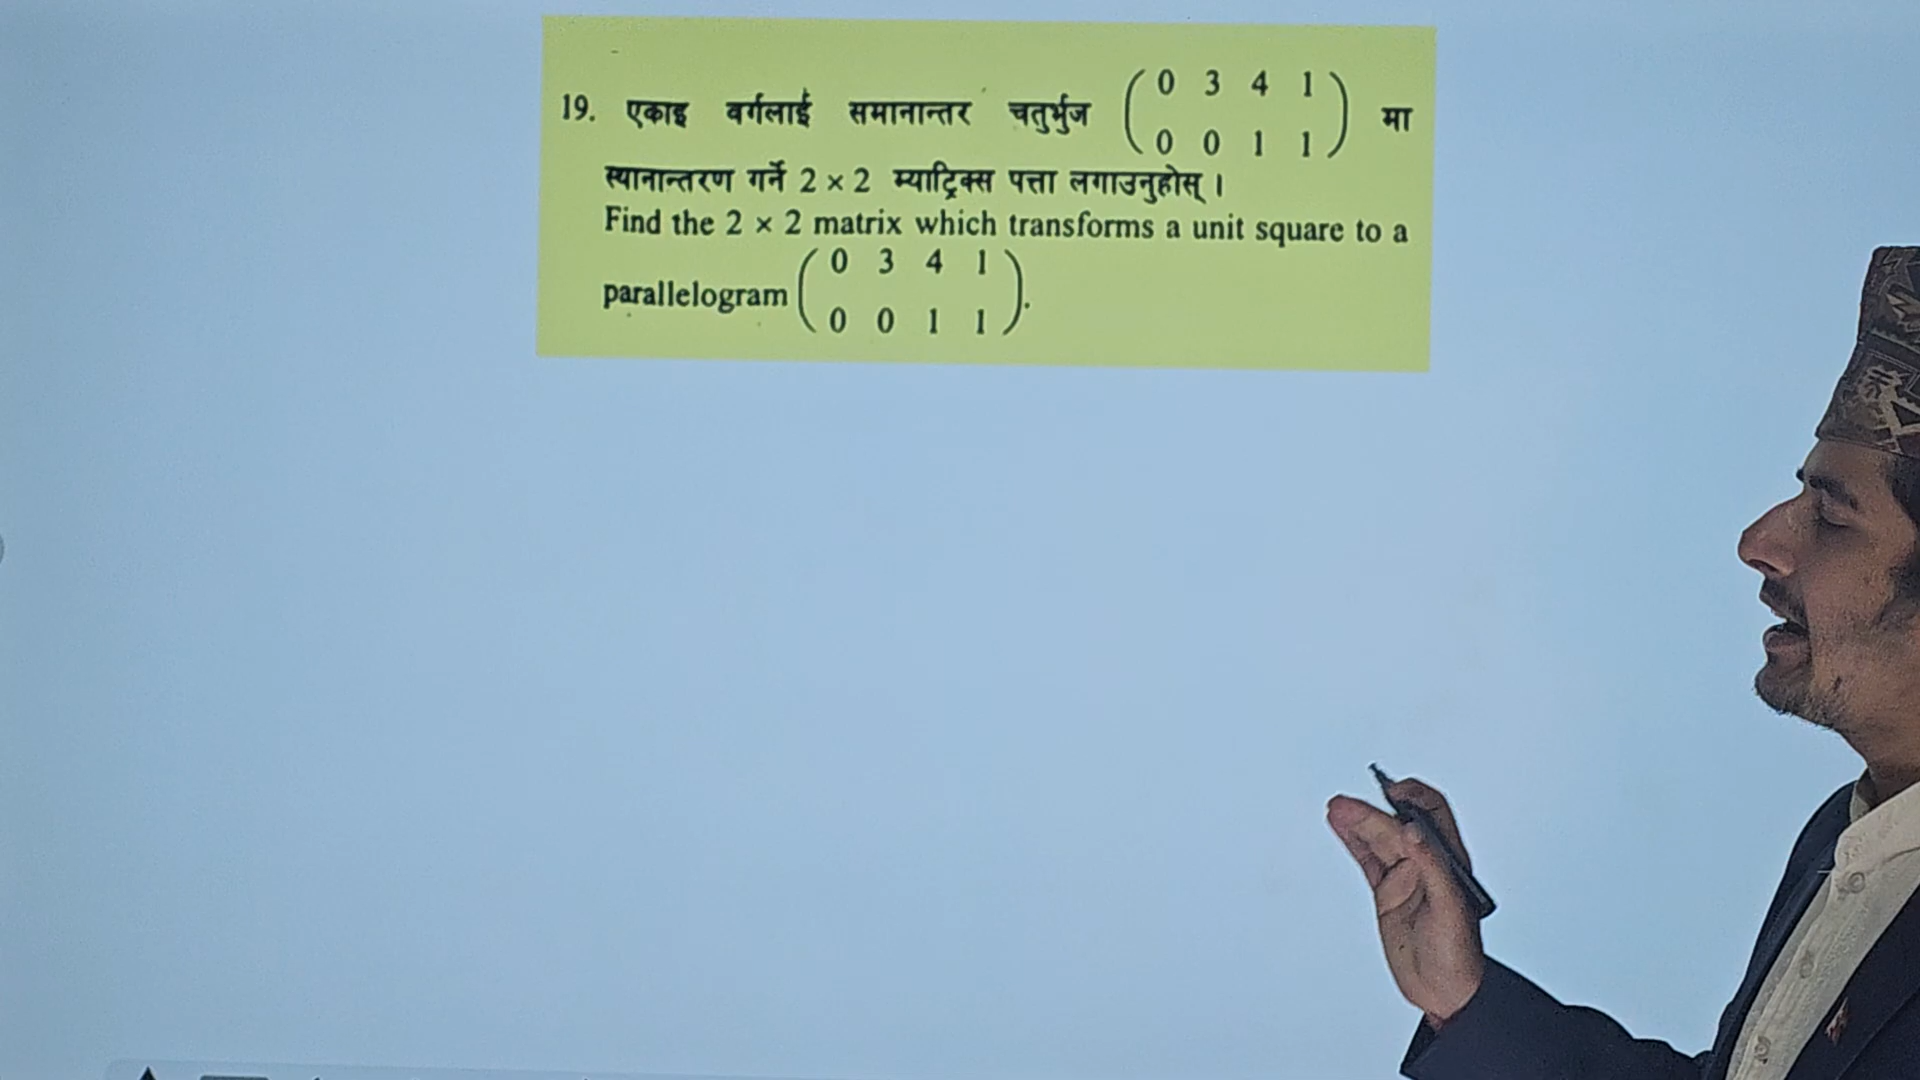 19. एकाइ वर्गलाई समानान्तर चतुर्भुज (0 3 4 1
0 0 1 1) मा
स्थानान्तरण गर्ने 2 × 2 म्याट्रिक्स पत्ता लगाउनुहोस् ।
Find the 2 × 2 matrix which transforms a unit square to a
parallelogram (0 3 4 1
0 0 1 1).